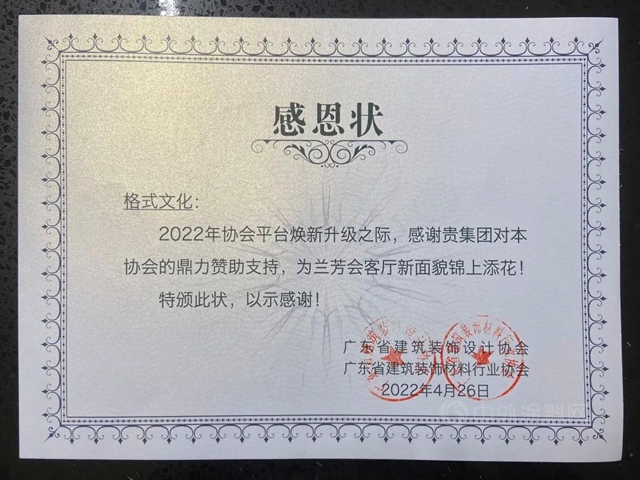 感恩状
格式文化：
2022年协会平台焕新升级之际，感谢贵集团对本
协会的鼎力赞助支持，为兰芳会客厅新面貌锦上添花！
特颁此状，以示感谢！
广东省建筑装饰设计协会
广东省建筑装饰材料行业协会
2022年4月26日